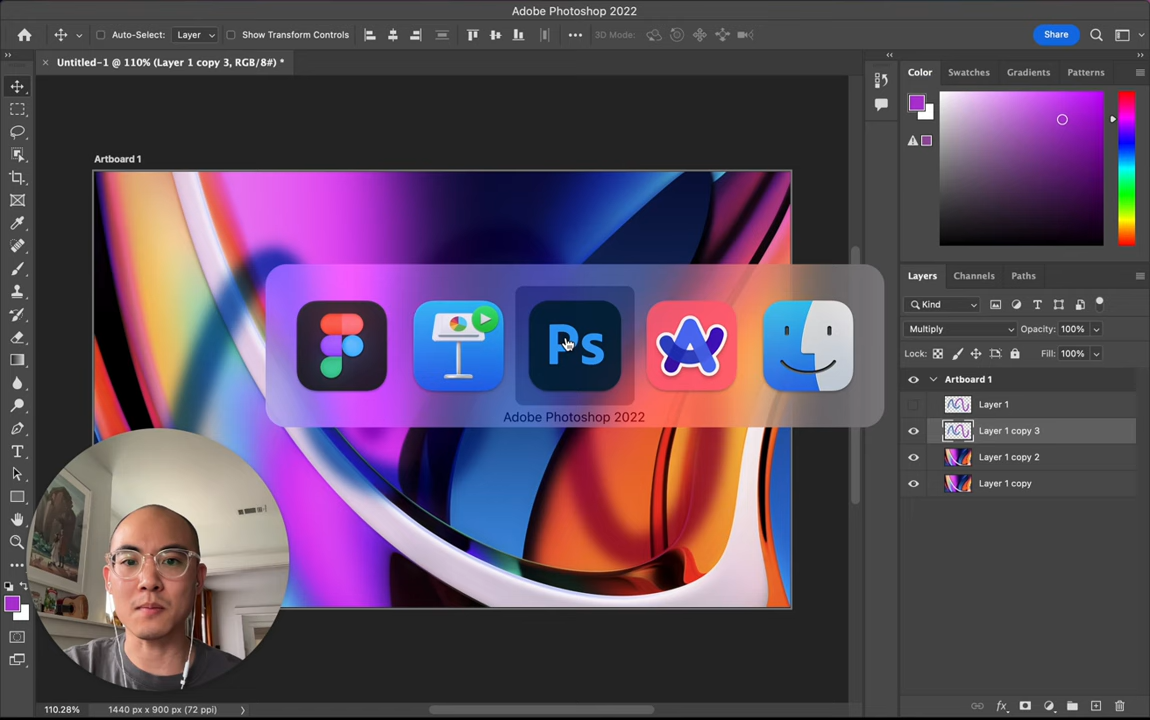 Adobe Photoshop 2022
Auto-Select: Layer Show Transform Controls 3D Mode: Share
Untitled-1 @ 110% (Layer 1 copy 3, RGB/8#) *
Color Swatches Gradients Patterns
Artboard 1
Ps
Adobe Photoshop 2022
Layers Channels Paths
Kind
Multiply Opacity: 100%
Lock: Fill: 100%
Artboard 1
Layer 1
Layer 1 copy 3
Layer 1 copy 2
Layer 1 copy
fx
110.28% 1440 px x 900 px (72 ppi)